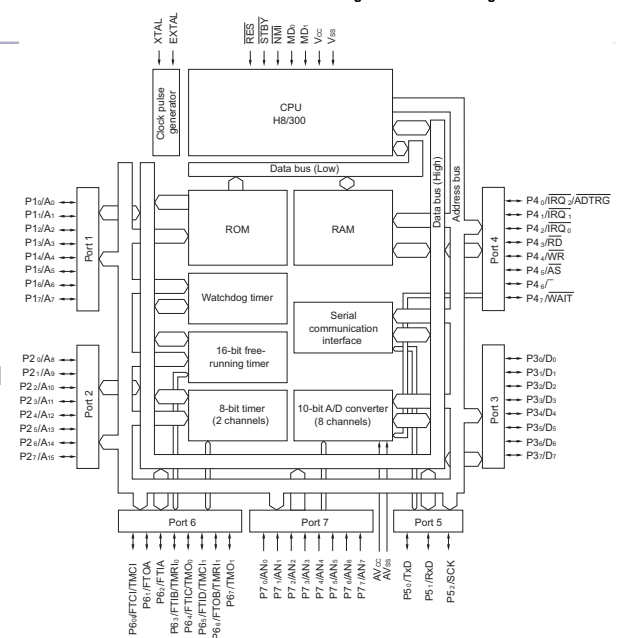 XTAL
EXTAL
RES
STBY
NMI
MD0
MD1
VCC
VSS
Clock pulse
generator
CPU
H8/300
Data bus (Low)
Data bus (High)
Address bus
P10/A0
P11/A1
P12/A2
P13/A3
P14/A4
P15/A5
P16/A6
P17/A7
Port 1
ROM
RAM
Port 4
P40/IRQ2/ADTRG
P41/IRQ1
P42/IRQ0
P43/RD
P44/WR
P45/AS
P46/
P47/WAIT
Watchdog timer
Serial
communication
interface
16-bit free-
running timer
P20/A8
P21/A9
P22/A10
P23/A11
P24/A12
P25/A13
P26/A14
P27/A15
Port 2
8-bit timer
(2 channels)
10-bit A/D converter
(8 channels)
Port 3
P30/D0
P31/D1
P32/D2
P33/D3
P34/D4
P35/D5
P36/D6
P37/D7
Port 6
Port 7
Port 5
P60/FTCI/TMCI
P61/FTOA
P62/FTIA
P63/FTIB/TMRI0
P64/FTIC/TMO0
P65/FTID/TMCI1
P66/FTOB/TMRI1
P67/TMO1
P70/AN0
P71/AN1
P72/AN2
P73/AN3
P74/AN4
P75/AN5
P76/AN6
P77/AN7
AVCC
AVSS
P50/TxD
P51/RxD
P52/SCK